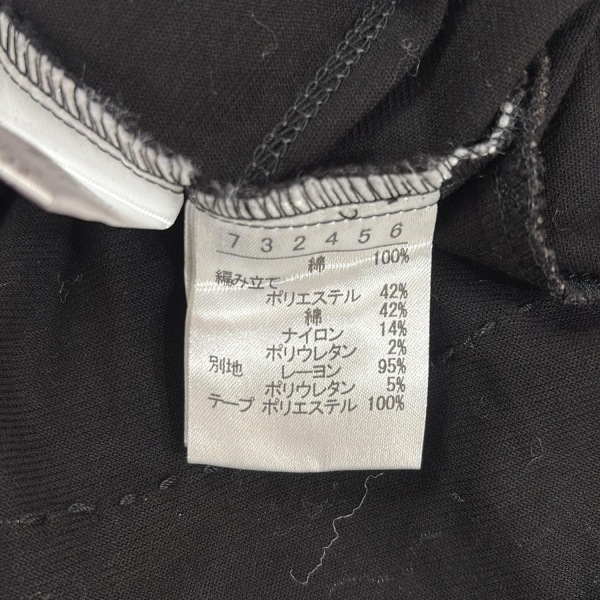 7 3 2 4 5 6
綿 100%
編み立て
ポリエステル 42%
綿 42%
ナイロン 14%
ポリウレタン 2%
別地 レーヨン 95%
ポリウレタン 5%
テープ ポリエステル 100%